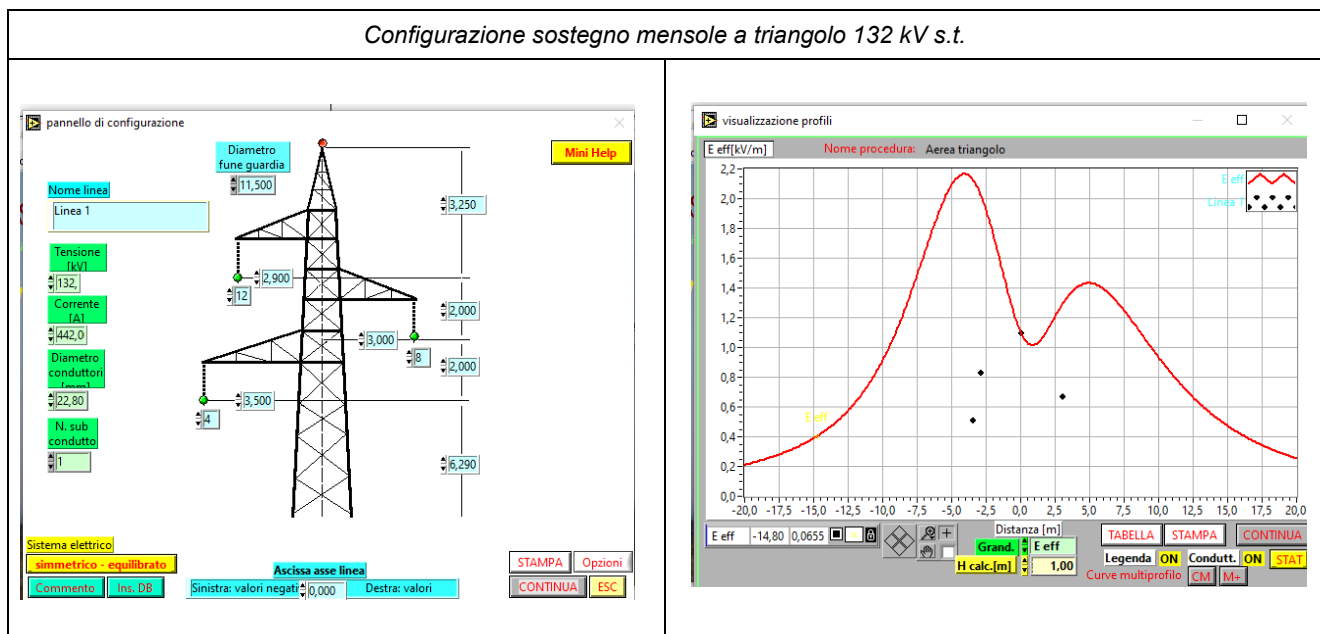 Configurazione sostegno mensole a triangolo 132 kV s.t.
pannello di configurazione
Diametro
fune guardia
11,500
Mini Help
Nome linea
Linea 1
3,250
Tensione
[kV]
132,
2,900
12
Corrente
[A]
442,0
2,000
3,000
8
Diametro
conduttori
[mm]
22,80
2,000
3,500
4
N. sub
condutto
1
6,290
Sistema elettrico
simmetrico - equilibrato
Commento
Ins. DB
Ascissa asse linea
Sinistra: valori negati
0,000
Destra: valori
STAMPA
Opzioni
CONTINUA
ESC
visualizzazione profili
E eff[kV/m]
Nome procedura: Aerea triangolo
E eff
Linea 1
2,2
2,0
1,8
1,6
1,4
1,2
1,0
0,8
0,6
0,4
0,2
0,0
E eff
-20,0 -17,5 -15,0 -12,5 -10,0 -7,5 -5,0 -2,5 0,0 2,5 5,0 7,5 10,0 12,5 15,0 17,5 20,0
Distanza [m]
E eff -14,80 0,0655
Grand. E eff
H calc.[m] 1,00
TABELLA STAMPA CONTINUA
Legenda ON Condutt. ON STAT
Curve multiprofilo CM M+